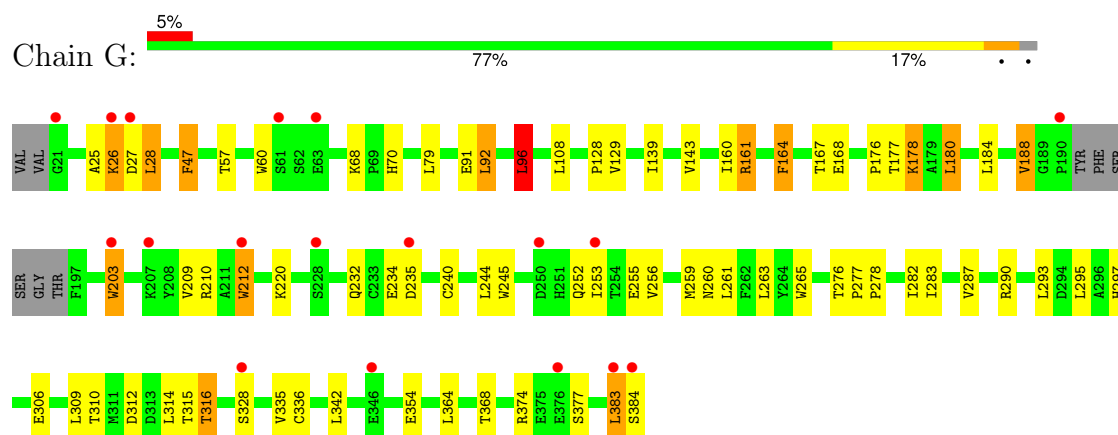 5%
Chain G:
77% 17% • •
VAL VAL G21 A25 K26 D27 L28 F47 T57 W60 S61 S62 E63 K68 P69 H70 L79 E91 L92 L96 L108 P128 V129 I139 V143 I160 R161 F164 T167 E168 P176 T177 K178 A179 L180 L184 V188 G189 P190 TYR PHE SER
SER GLY THR F197 W203 K207 Y208 V209 R210 A211 W212 K220 S228 Q232 C233 E234 D235 C240 L244 W245 D250 H251 Q252 I253 T254 E255 V256 M259 N260 L261 F262 L263 Y264 W265 T276 P277 P278 I282 I283 V287 R290 L293 D294 L295 A296 H297
E306 L309 T310 M311 D312 D313 L314 T315 T316 S328 V335 C336 L342 E346 E354 L364 T368 R374 E375 E376 S377 L383 S384